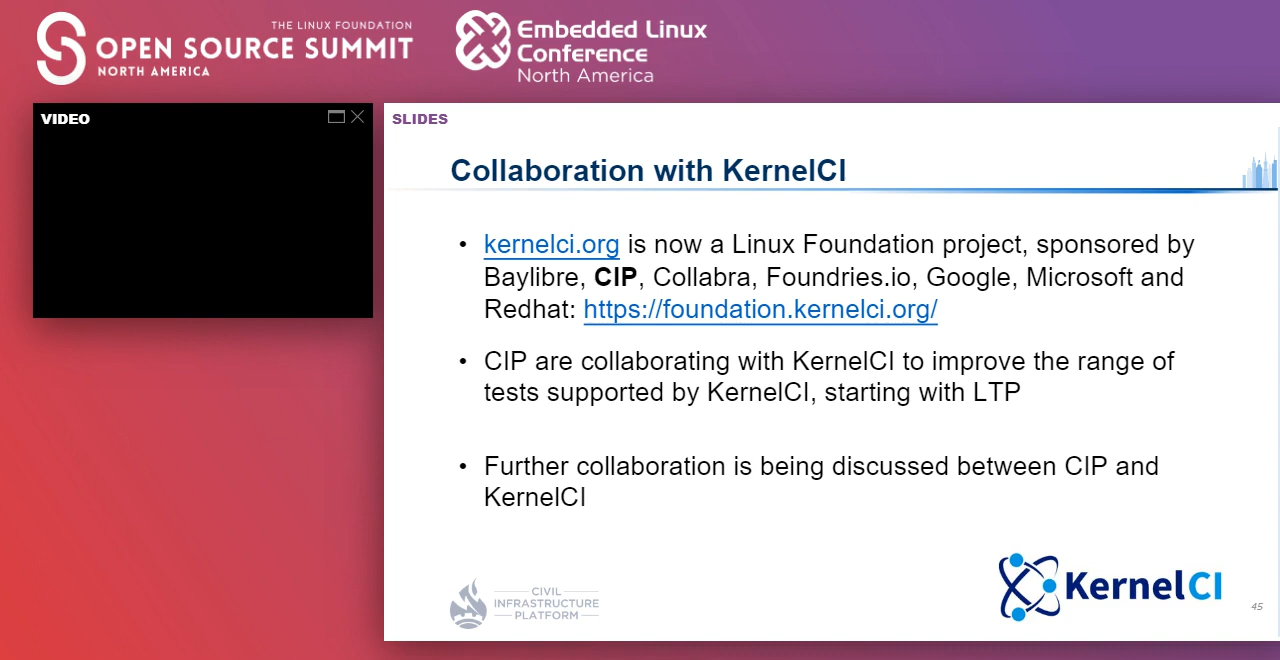 THE LINUX FOUNDATION
OPEN SOURCE SUMMIT
NORTH AMERICA
Embedded Linux
Conference
North America
VIDEO
SLIDES
Collaboration with KernelCI
• kernelci.org is now a Linux Foundation project, sponsored by
Baylibre, CIP, Collabra, Foundries.io, Google, Microsoft and
Redhat: https://foundation.kernelci.org/
• CIP are collaborating with KernelCI to improve the range of
tests supported by KernelCI, starting with LTP
• Further collaboration is being discussed between CIP and
KernelCI
CIVIL
INFRASTRUCTURE
PLATFORM
KernelCI
45